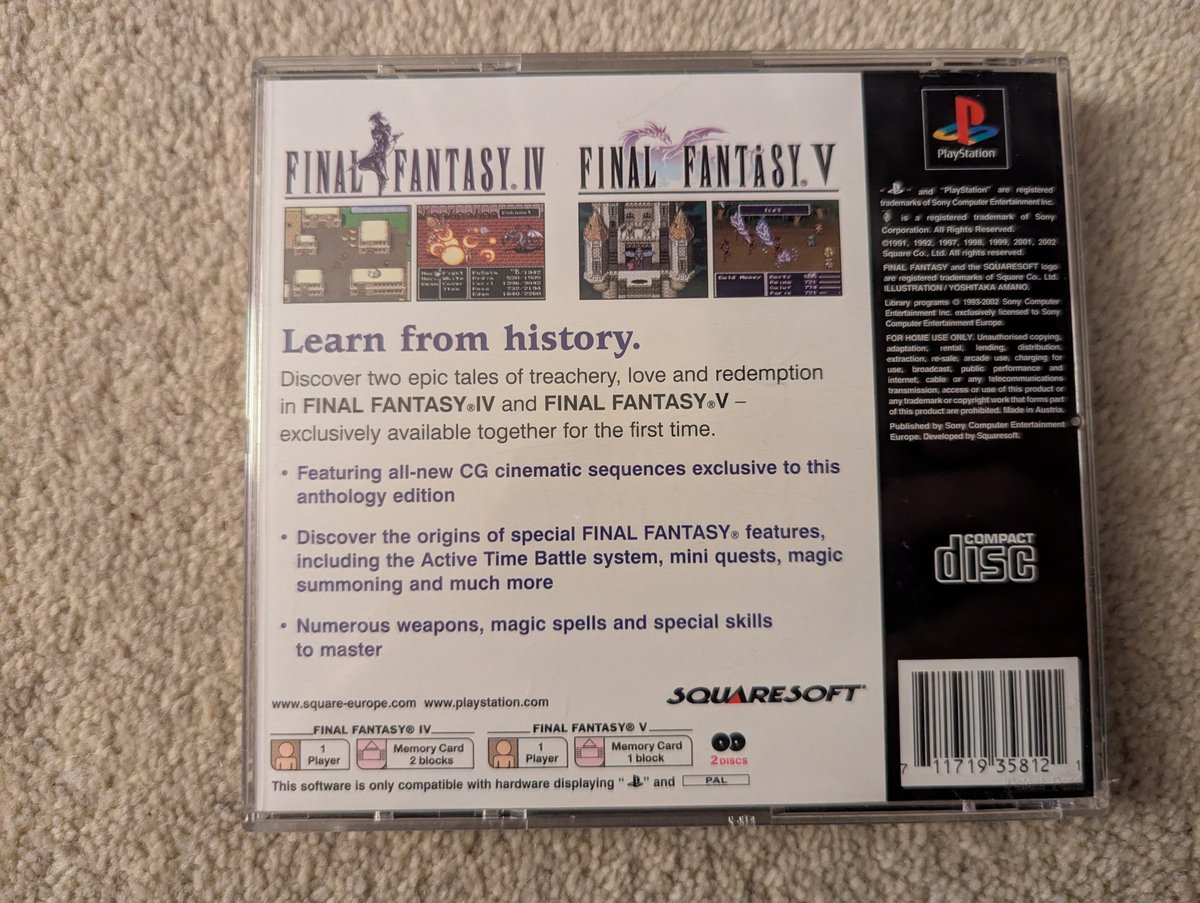 FINAL FANTASY® IV
FINAL FANTASY® V
Bahamut
Ices
Learn from history.
Discover two epic tales of treachery, love and redemption
in FINAL FANTASY®IV and FINAL FANTASY®V –
exclusively available together for the first time.
• Featuring all-new CG cinematic sequences exclusive to this
anthology edition
• Discover the origins of special FINAL FANTASY® features,
including the Active Time Battle system, mini quests, magic
summoning and much more
• Numerous weapons, magic spells and special skills
to master
www.square-europe.com www.playstation.com
SQUARESOFT®
FINAL FANTASY® IV
1
Player
Memory Card
2 blocks
FINAL FANTASY® V
1
Player
Memory Card
1 block
2 DISCS
This software is only compatible with hardware displaying " " and PAL
PlayStation
" " and "PlayStation" are registered
trademarks of Sony Computer Entertainment Inc.
is a registered trademark of Sony
Corporation. All Rights Reserved.
©1991, 1992, 1997, 1998, 1999, 2001, 2002
Square Co., Ltd. All rights reserved.
FINAL FANTASY and the SQUARESOFT logo
are registered trademarks of Square Co., Ltd.
ILLUSTRATION / YOSHITAKA AMANO.
Library programs © 1993-2002 Sony Computer
Entertainment Inc. exclusively licensed to Sony
Computer Entertainment Europe.
FOR HOME USE ONLY. Unauthorised copying,
adaptation, rental, lending, distribution,
extraction, re-sale, arcade use, charging for
use, broadcast, public performance and
internet, cable or any telecommunications
transmission, access or use of this product or
any trademark or copyright work that forms part
of this product are prohibited. Made in Austria.
Published by Sony Computer Entertainment
Europe. Developed by Squaresoft.
COMPACT
disc
7 11719 35812 1